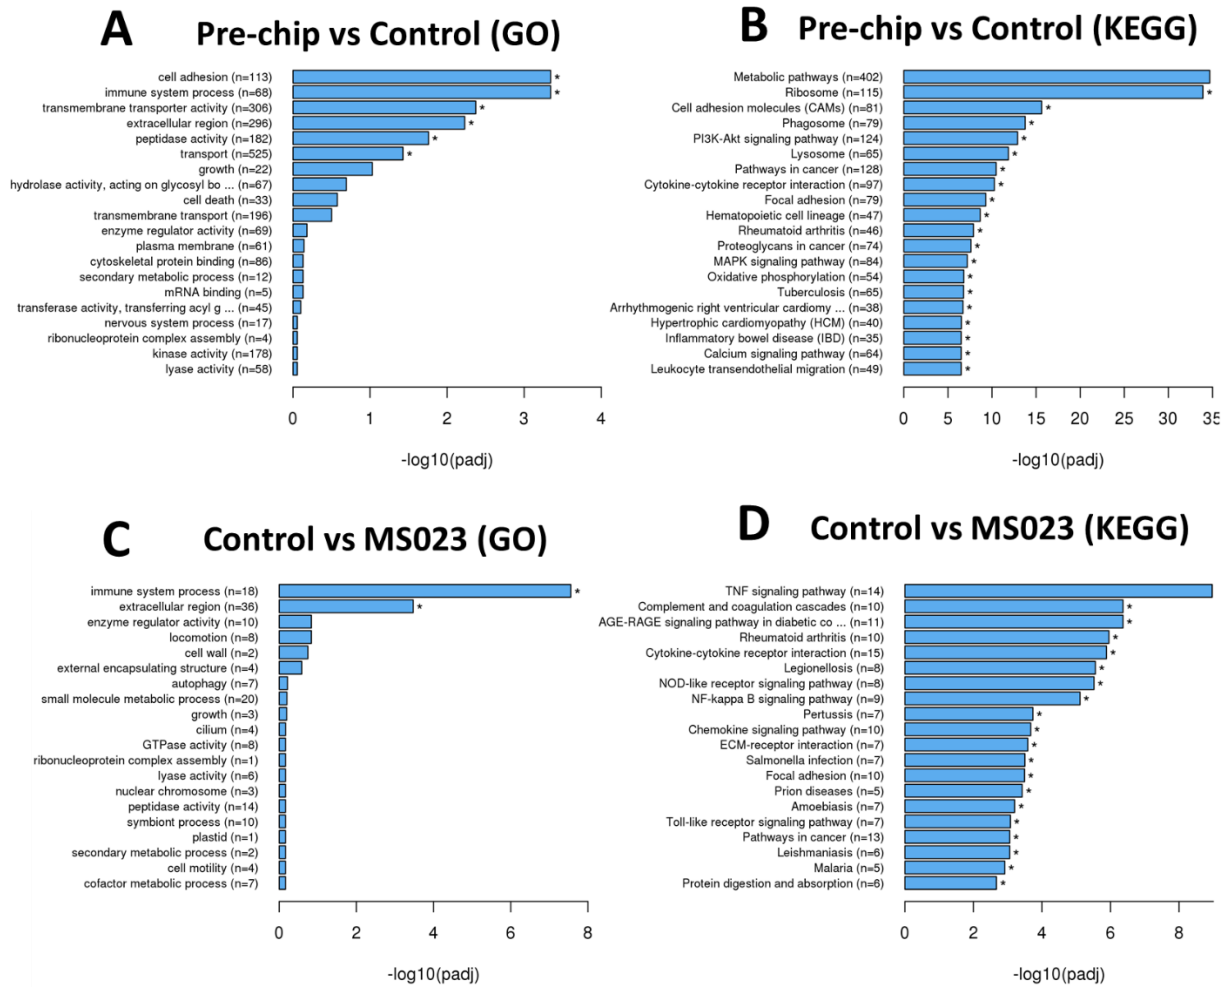 A Pre-chip vs Control (GO)
cell adhesion (n=113) *
immune system process (n=68) *
transmembrane transporter activity (n=306) *
extracellular region (n=296) *
peptidase activity (n=182) *
transport (n=525) *
growth (n=22)
hydrolase activity, acting on glycosyl bo ... (n=67)
cell death (n=33)
transmembrane transport (n=196)
enzyme regulator activity (n=69)
plasma membrane (n=61)
cytoskeletal protein binding (n=86)
secondary metabolic process (n=12)
mRNA binding (n=5)
transferase activity, transferring acyl g ... (n=45)
nervous system process (n=17)
ribonucleoprotein complex assembly (n=4)
kinase activity (n=178)
lyase activity (n=58)
0 1 2 3 4
-log10(padj)
B Pre-chip vs Control (KEGG)
Metabolic pathways (n=402)
Ribosome (n=115) *
Cell adhesion molecules (CAMs) (n=81) *
Phagosome (n=79) *
PI3K-Akt signaling pathway (n=124) *
Lysosome (n=65) *
Pathways in cancer (n=128) *
Cytokine-cytokine receptor interaction (n=97) *
Focal adhesion (n=79) *
Hematopoietic cell lineage (n=47) *
Rheumatoid arthritis (n=46) *
Proteoglycans in cancer (n=74) *
MAPK signaling pathway (n=84) *
Oxidative phosphorylation (n=54) *
Tuberculosis (n=65) *
Arrhythmogenic right ventricular cardiomy ... (n=38) *
Hypertrophic cardiomyopathy (HCM) (n=40) *
Inflammatory bowel disease (IBD) (n=35) *
Calcium signaling pathway (n=64) *
Leukocyte transendothelial migration (n=49) *
0 5 10 15 20 25 30 35
-log10(padj)
C Control vs MS023 (GO)
immune system process (n=18) *
extracellular region (n=36) *
enzyme regulator activity (n=10)
locomotion (n=8)
cell wall (n=2)
external encapsulating structure (n=4)
autophagy (n=7)
small molecule metabolic process (n=20)
growth (n=3)
cilium (n=4)
GTPase activity (n=8)
ribonucleoprotein complex assembly (n=1)
lyase activity (n=6)
nuclear chromosome (n=3)
peptidase activity (n=14)
symbiont process (n=10)
plastid (n=1)
secondary metabolic process (n=2)
cell motility (n=4)
cofactor metabolic process (n=7)
0 2 4 6 8
-log10(padj)
D Control vs MS023 (KEGG)
TNF signaling pathway (n=14)
Complement and coagulation cascades (n=10) *
AGE-RAGE signaling pathway in diabetic co ... (n=11) *
Rheumatoid arthritis (n=10) *
Cytokine-cytokine receptor interaction (n=15) *
Legionellosis (n=8) *
NOD-like receptor signaling pathway (n=8) *
NF-kappa B signaling pathway (n=9) *
Pertussis (n=7) *
Chemokine signaling pathway (n=10) *
ECM-receptor interaction (n=7) *
Salmonella infection (n=7) *
Focal adhesion (n=10) *
Prion diseases (n=5) *
Amoebiasis (n=7) *
Toll-like receptor signaling pathway (n=7) *
Pathways in cancer (n=13) *
Leishmaniasis (n=6) *
Malaria (n=5) *
Protein digestion and absorption (n=6) *
0 2 4 6 8
-log10(padj)